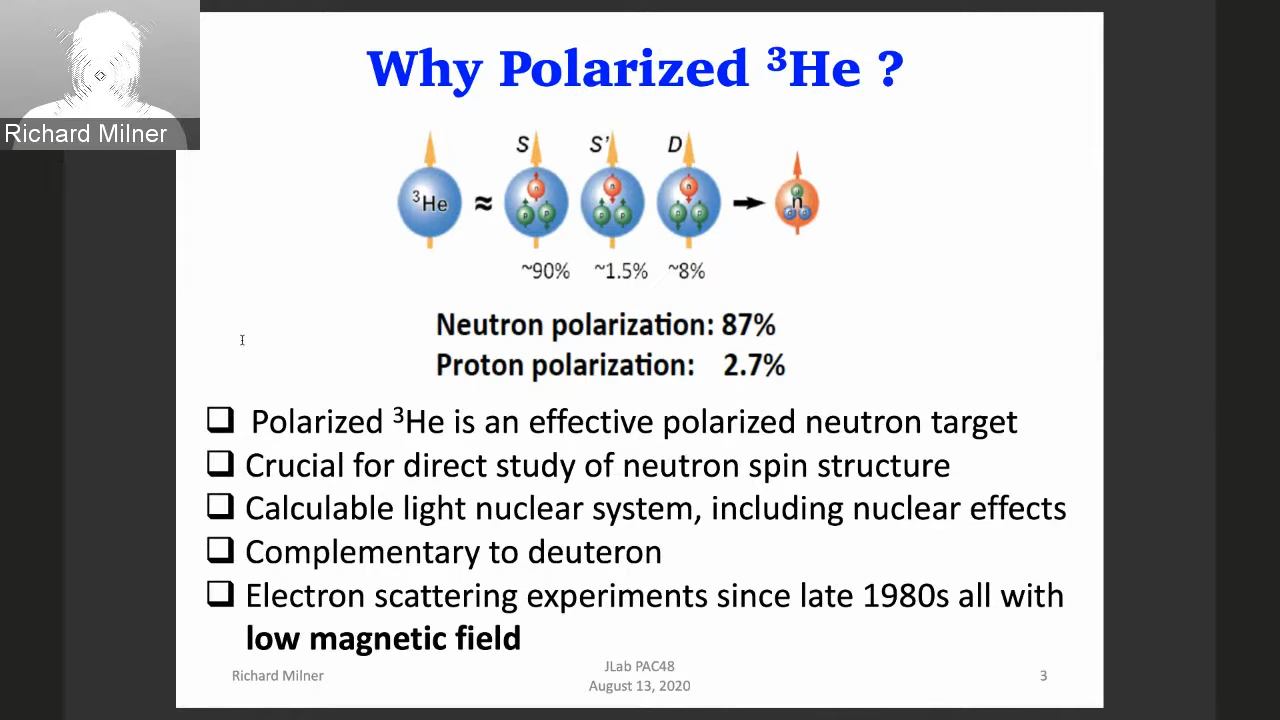 Richard Milner
Why Polarized ³He ?
S S' D
³He ≈ n n n n
p p p p p p
~90% ~1.5% ~8%
Neutron polarization: 87%
Proton polarization: 2.7%
Polarized ³He is an effective polarized neutron target
Crucial for direct study of neutron spin structure
Calculable light nuclear system, including nuclear effects
Complementary to deuteron
Electron scattering experiments since late 1980s all with
low magnetic field
Richard Milner
JLab PAC48
August 13, 2020
3